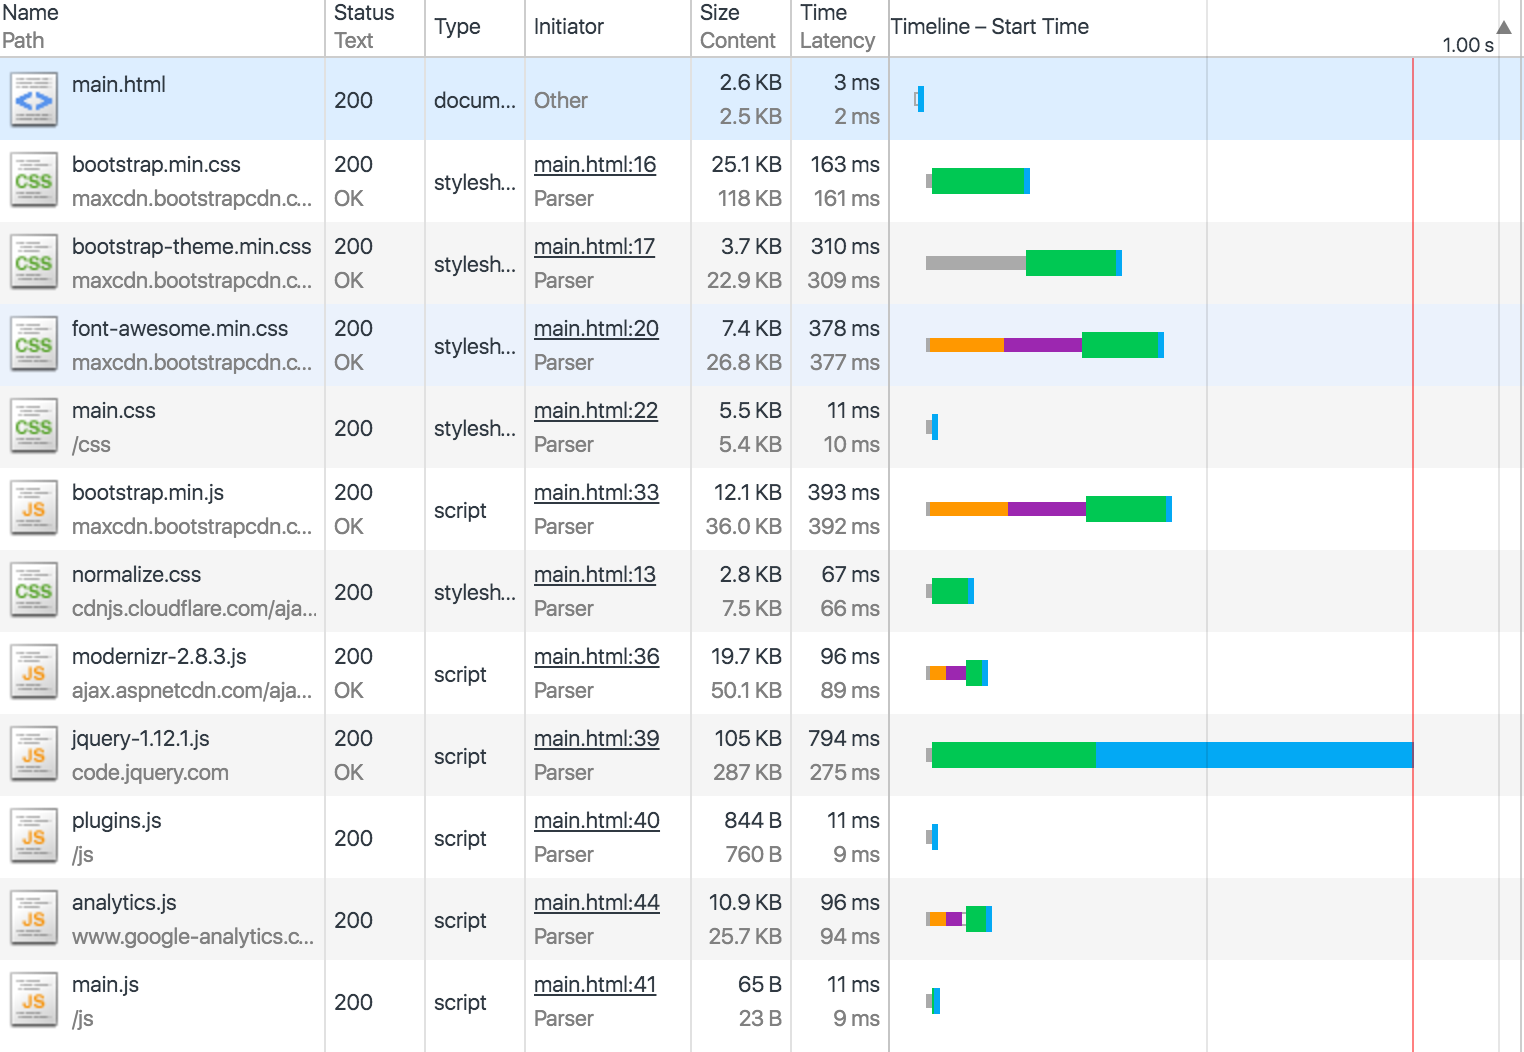 Name Status Type Initiator Size Time Timeline – Start Time
Path Text Content Latency 1.00 s
main.html 200 docum... Other 2.6 KB 3 ms
2.5 KB 2 ms
bootstrap.min.css 200 stylesh... main.html:16 25.1 KB 163 ms
maxcdn.bootstrapcdn.c... OK Parser 118 KB 161 ms
bootstrap-theme.min.css 200 stylesh... main.html:17 3.7 KB 310 ms
maxcdn.bootstrapcdn.c... OK Parser 22.9 KB 309 ms
font-awesome.min.css 200 stylesh... main.html:20 7.4 KB 378 ms
maxcdn.bootstrapcdn.c... OK Parser 26.8 KB 377 ms
main.css 200 stylesh... main.html:22 5.5 KB 11 ms
/css Parser 5.4 KB 10 ms
bootstrap.min.js 200 script main.html:33 12.1 KB 393 ms
maxcdn.bootstrapcdn.c... OK Parser 36.0 KB 392 ms
normalize.css 200 stylesh... main.html:13 2.8 KB 67 ms
cdnjs.cloudflare.com/aja... Parser 7.5 KB 66 ms
modernizr-2.8.3.js 200 script main.html:36 19.7 KB 96 ms
ajax.aspnetcdn.com/aja... OK Parser 50.1 KB 89 ms
jquery-1.12.1.js 200 script main.html:39 105 KB 794 ms
code.jquery.com OK Parser 287 KB 275 ms
plugins.js 200 script main.html:40 844 B 11 ms
/js Parser 760 B 9 ms
analytics.js 200 script main.html:44 10.9 KB 96 ms
www.google-analytics.c... Parser 25.7 KB 94 ms
main.js 200 script main.html:41 65 B 11 ms
/js Parser 23 B 9 ms